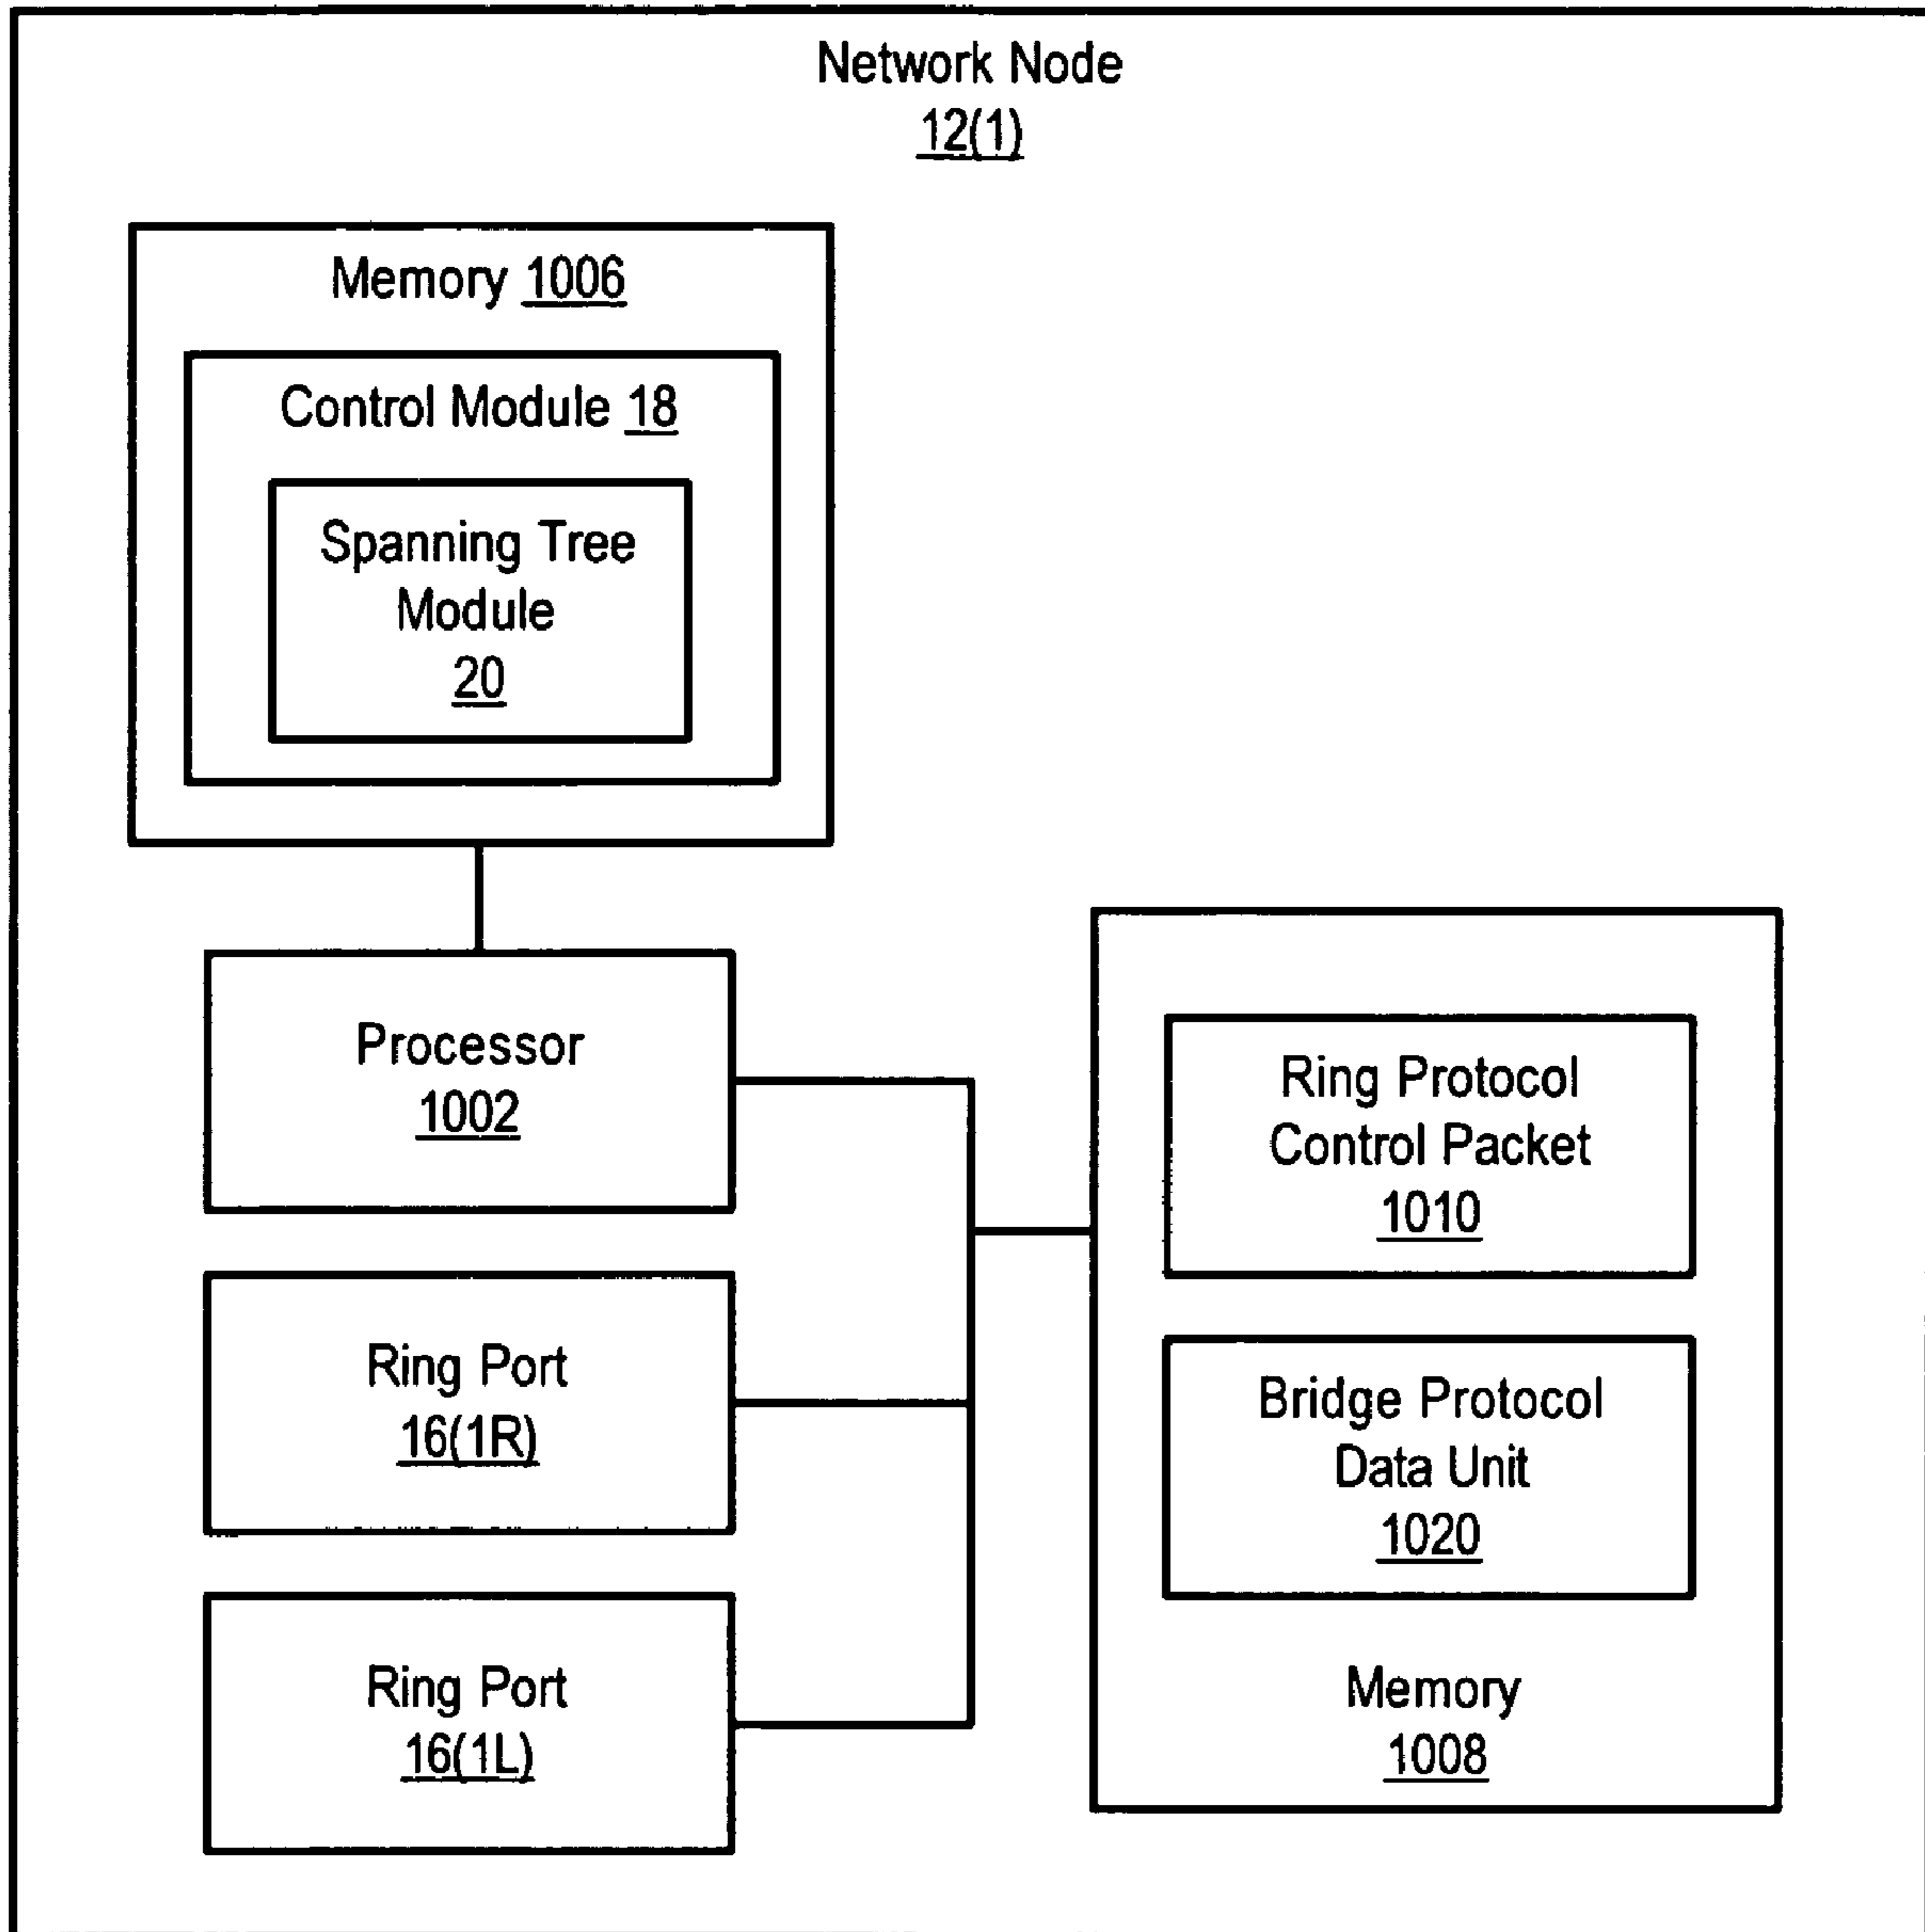 Network Node
12(1)
Memory 1006
Control Module 18
Spanning Tree
Module
20
Processor
1002
Ring Port
16(1R)
Ring Port
16(1L)
Ring Protocol
Control Packet
1010
Bridge Protocol
Data Unit
1020
Memory
1008